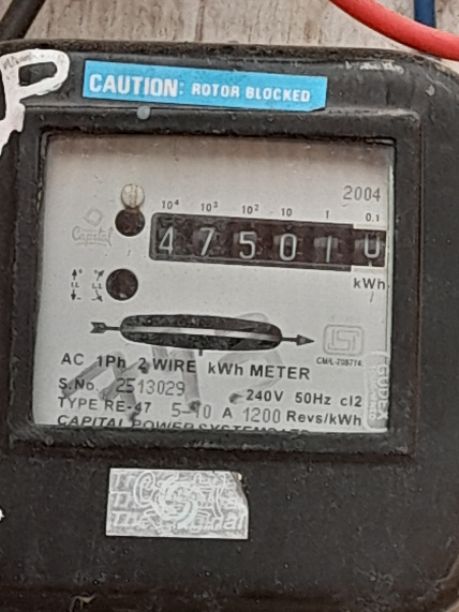 P
CAUTION: ROTOR BLOCKED
2004
10⁴ 10³ 10² 10 1 0.1
4 7 5 0 1
Capital
kWh
CM/L-
AC 1Ph 2 WIRE kWh METER
S.No. 2513029 240V 50Hz cl2
TYPE RE-47 5-10 A 1200 Revs/kWh
CAPITAL POWER SYSTEMS